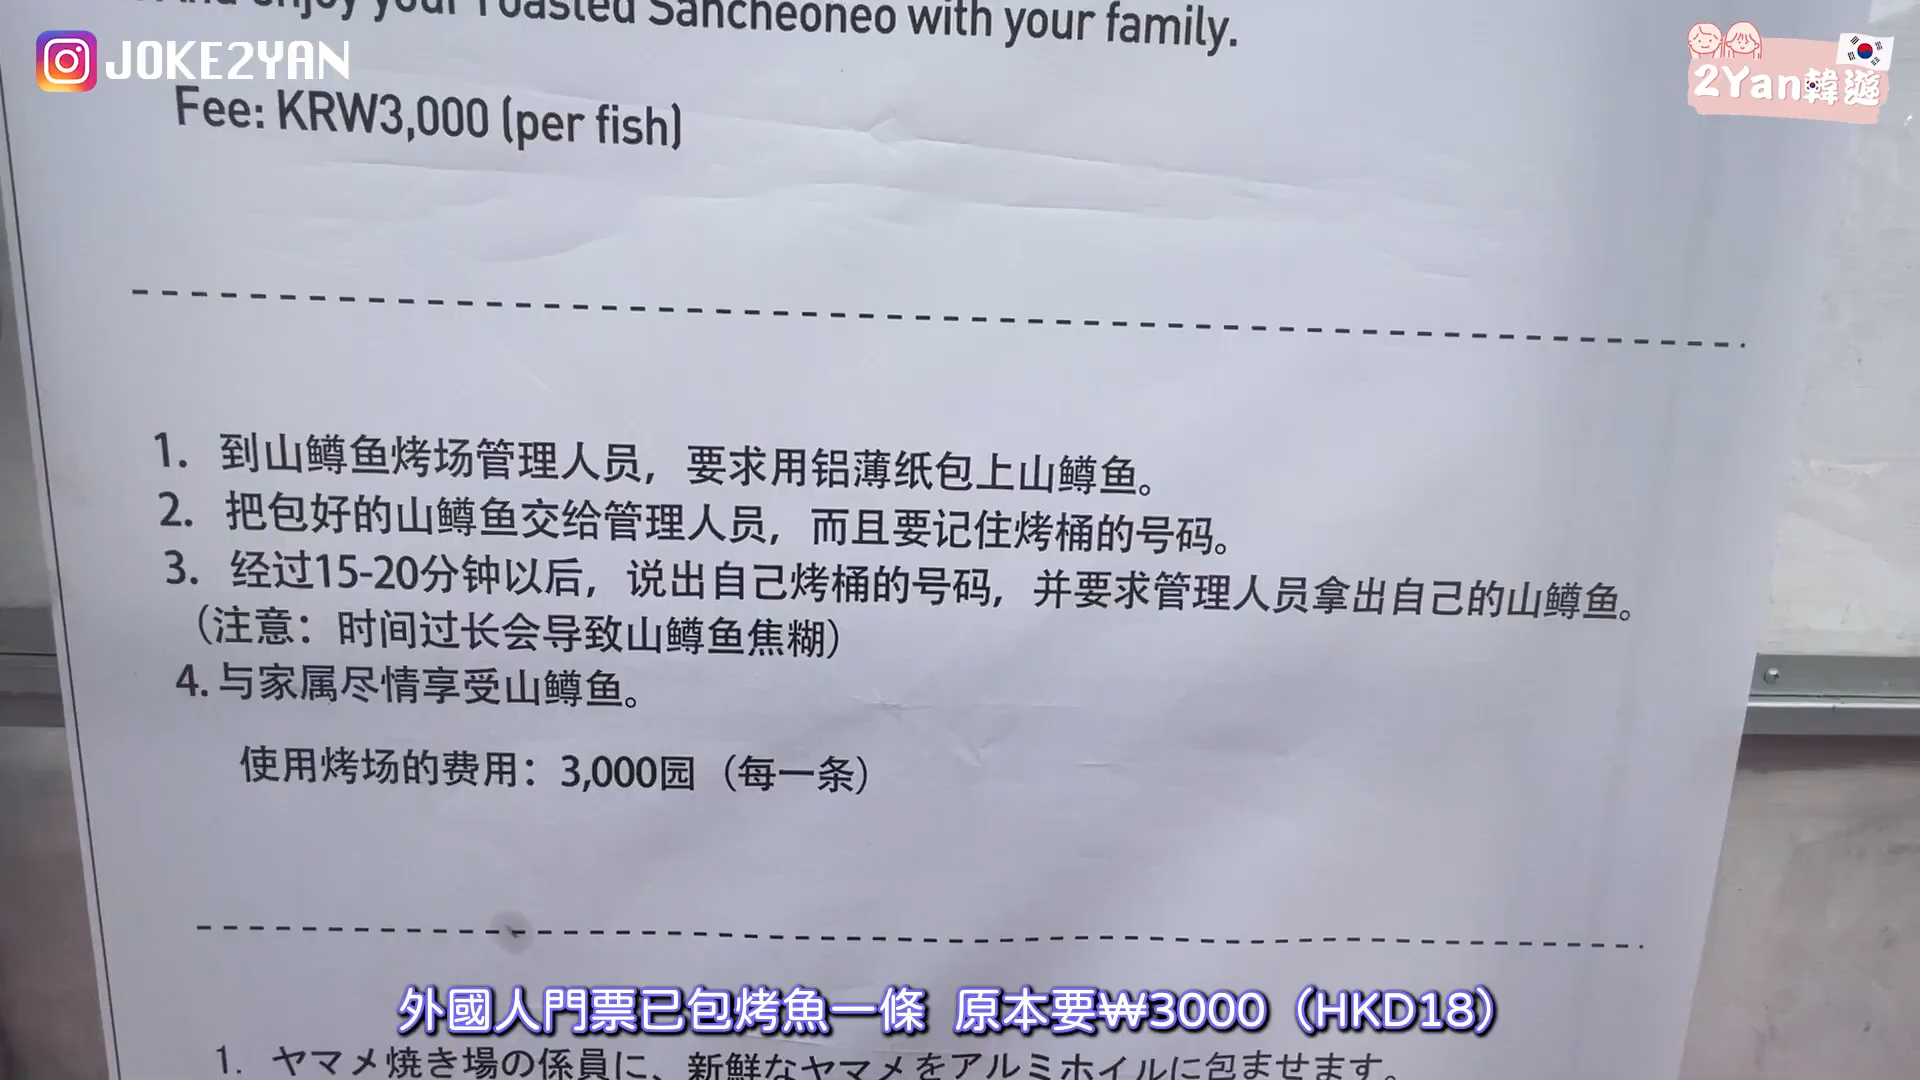 And enjoy your Toasted Sancheoneo with your family.
JOKE2YAN
2Yan韓遊
Fee: KRW3,000 (per fish)
1. 到山鳟鱼烤场管理人员，要求用铝薄纸包上山鳟鱼。
2. 把包好的山鳟鱼交给管理人员，而且要记住烤桶的号码。
3. 经过15-20分钟以后，说出自己烤桶的号码，并要求管理人员拿出自己的山鳟鱼。
（注意：时间过长会导致山鳟鱼焦糊）
4. 与家属尽情享受山鳟鱼。
使用烤场的费用：3,000园（每一条）
外國人門票已包烤魚一條 原本要₩3000（HKD18）
1. ヤマメ焼き場の係員に、新鮮なヤマメをアルミホイルに包ませます。